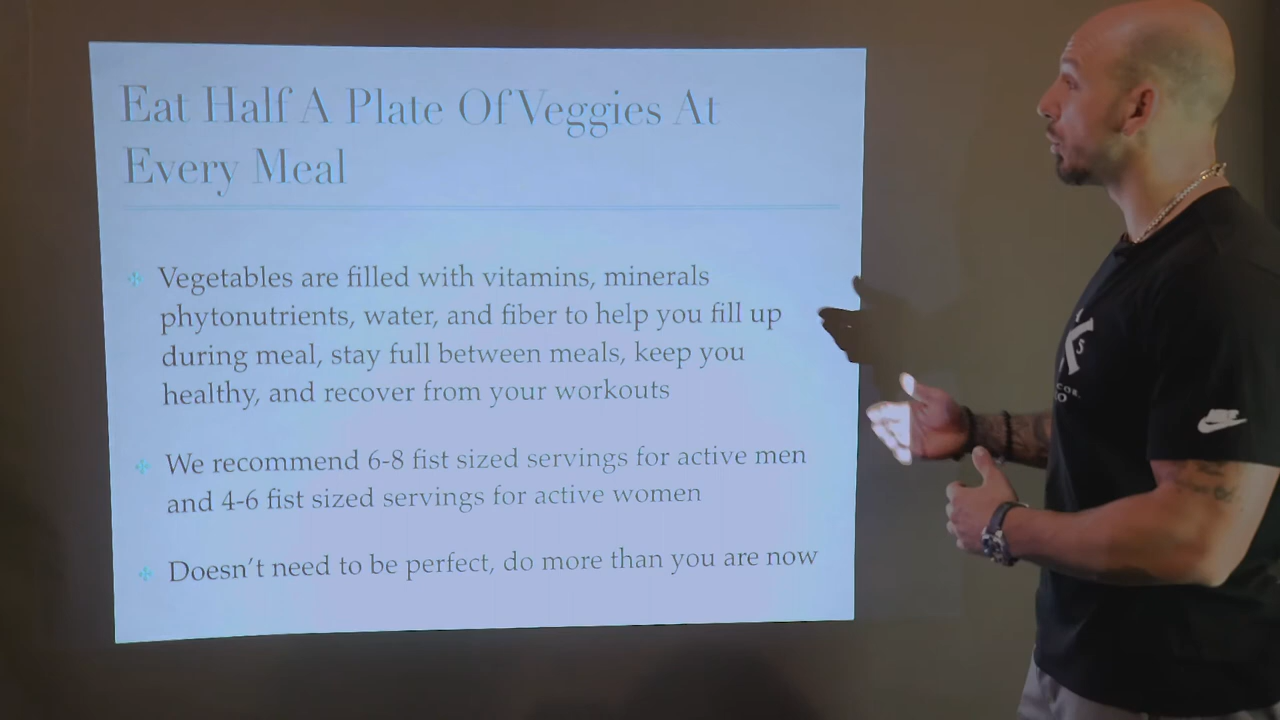 Eat Half A Plate Of Veggies At
Every Meal
Vegetables are filled with vitamins, minerals
phytonutrients, water, and fiber to help you fill up
during meal, stay full between meals, keep you
healthy, and recover from your workouts
We recommend 6-8 fist sized servings for active men
and 4-6 fist sized servings for active women
Doesn't need to be perfect, do more than you are now